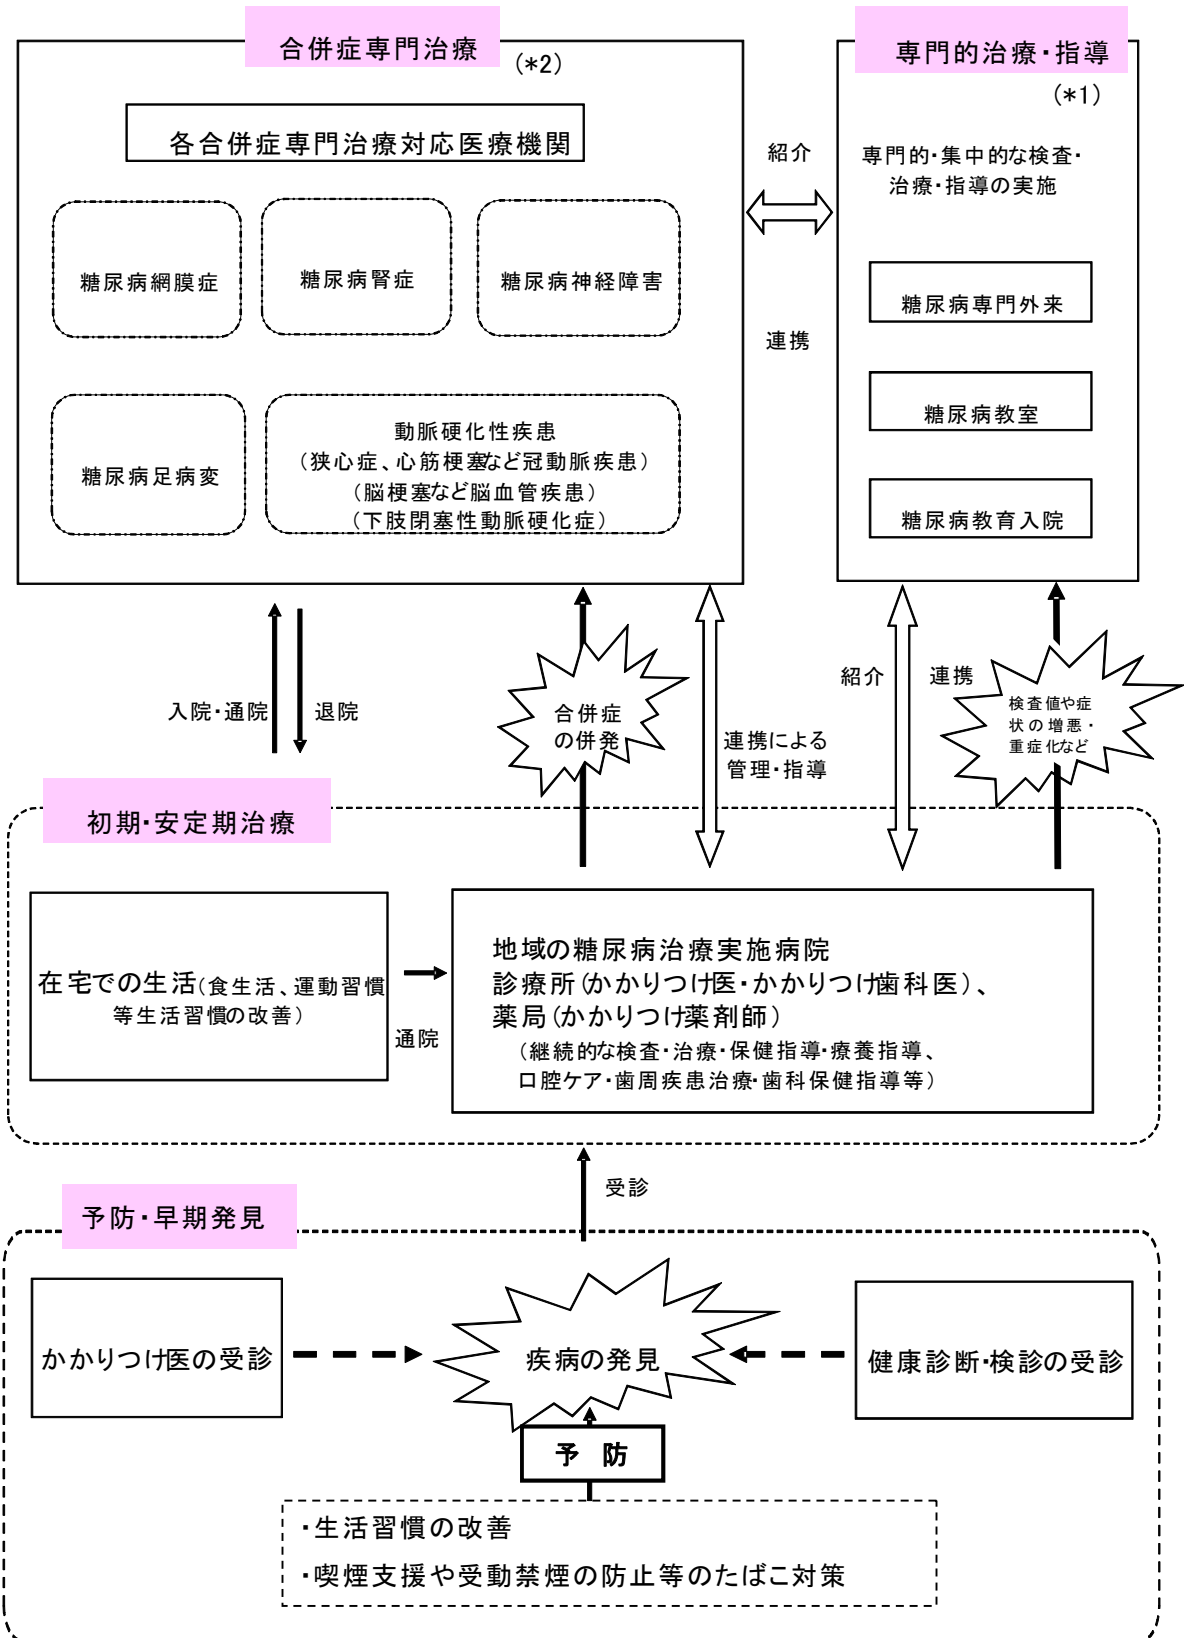 合併症専門治療
(*2)
専門的治療・指導
(*1)
各合併症専門治療対応医療機関
紹介
専門的・集中的な検査・
治療・指導の実施
糖尿病網膜症
糖尿病腎症
糖尿病神経障害
糖尿病専門外来
連携
糖尿病教室
糖尿病足病変
動脈硬化性疾患
(狭心症、心筋梗塞など冠動脈疾患)
(脳梗塞など脳血管疾患)
(下肢閉塞性動脈硬化症)
糖尿病教育入院
入院・通院
退院
合併症
の併発
連携による
管理・指導
紹介
連携
検査値や症
状の増悪・
重症化など
初期・安定期治療
在宅での生活(食生活、運動習慣
等生活習慣の改善)
通院
地域の糖尿病治療実施病院
診療所(かかりつけ医・かかりつけ歯科医)、
薬局(かかりつけ薬剤師)
(継続的な検査・治療・保健指導・療養指導、
口腔ケア・歯周疾患治療・歯科保健指導等)
受診
予防・早期発見
かかりつけ医の受診
疾病の発見
健康診断・検診の受診
予 防
・生活習慣の改善
・喫煙支援や受動禁煙の防止等のたばこ対策